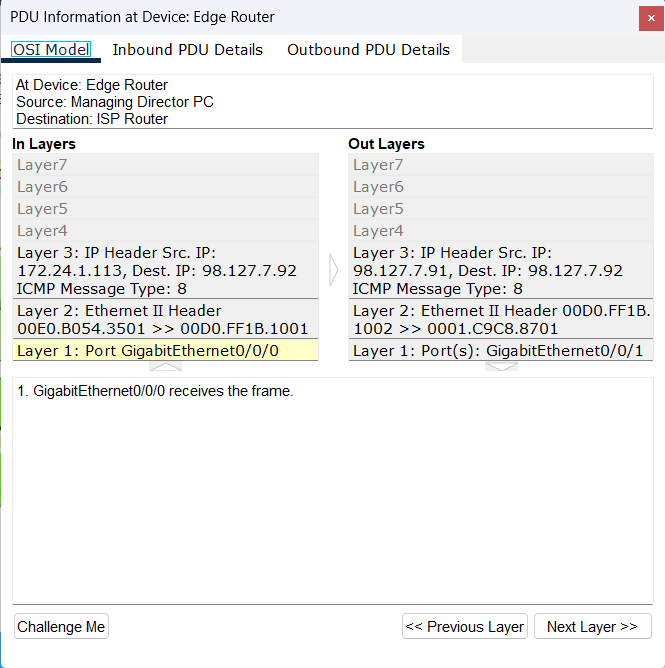 PDU Information at Device: Edge Router
OSI Model Inbound PDU Details Outbound PDU Details
At Device: Edge Router
Source: Managing Director PC
Destination: ISP Router
In Layers
Layer7
Layer6
Layer5
Layer4
Layer 3: IP Header Src. IP:
172.24.1.113, Dest. IP: 98.127.7.92
ICMP Message Type: 8
Layer 2: Ethernet II Header
00E0.B054.3501 >> 00D0.FF1B.1001
Layer 1: Port GigabitEthernet0/0/0
Out Layers
Layer7
Layer6
Layer5
Layer4
Layer 3: IP Header Src. IP:
98.127.7.91, Dest. IP: 98.127.7.92
ICMP Message Type: 8
Layer 2: Ethernet II Header 00D0.FF1B.
1002 >> 0001.C9C8.8701
Layer 1: Port(s): GigabitEthernet0/0/1
1. GigabitEthernet0/0/0 receives the frame.
Challenge Me << Previous Layer Next Layer >>